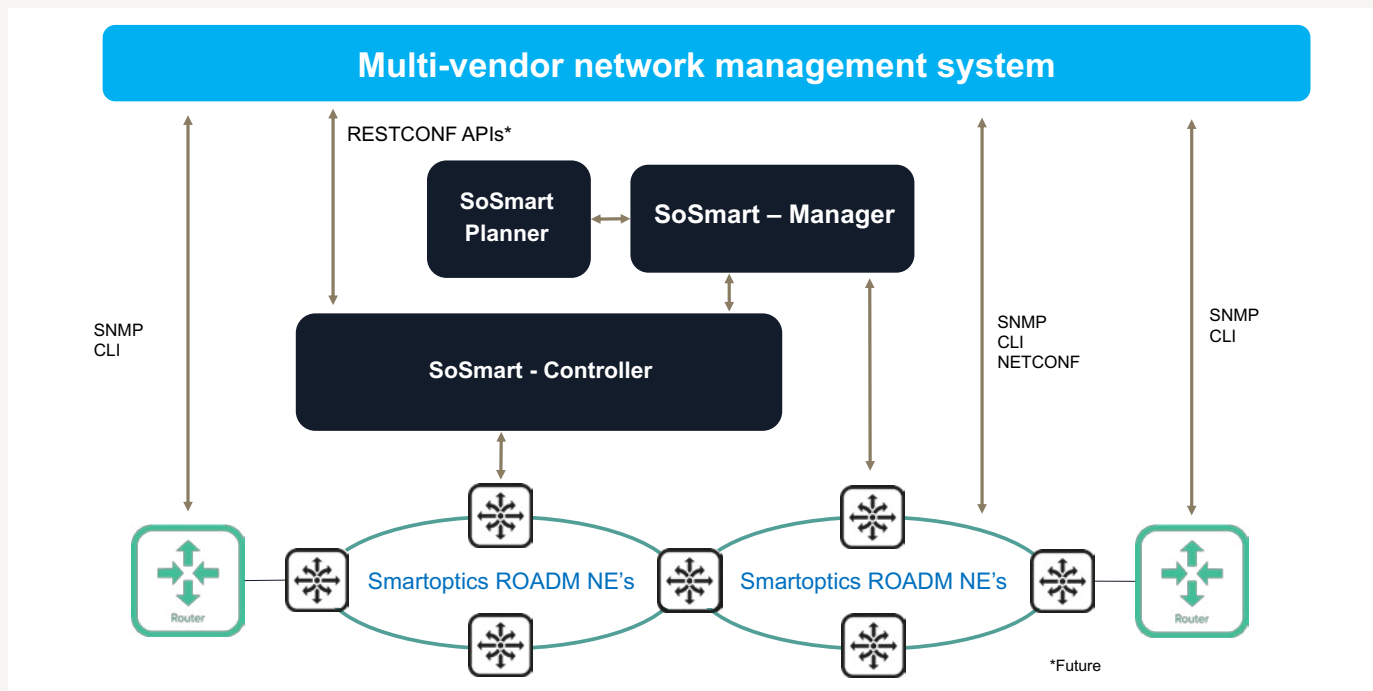 Multi-vendor network management system
RESTCONF APIs*
SoSmart
Planner
SoSmart – Manager
SNMP
CLI
SNMP
CLI
NETCONF
SNMP
CLI
SoSmart - Controller
Router
Smartoptics ROADM NE’s
Smartoptics ROADM NE’s
Router
*Future